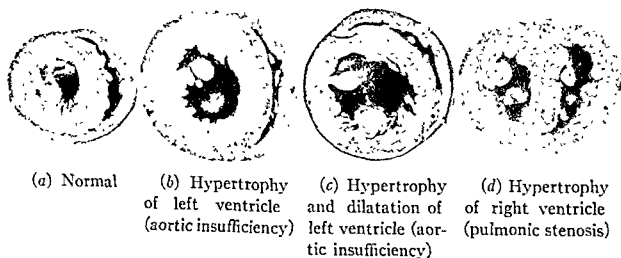 (a) Normal
(b) Hypertrophy
of left ventricle
(aortic insufficiency)
(c) Hypertrophy
and dilatation of
left ventricle (aor-
tic insufficiency)
(d) Hypertrophy
of right ventricle
(pulmonic stenosis)